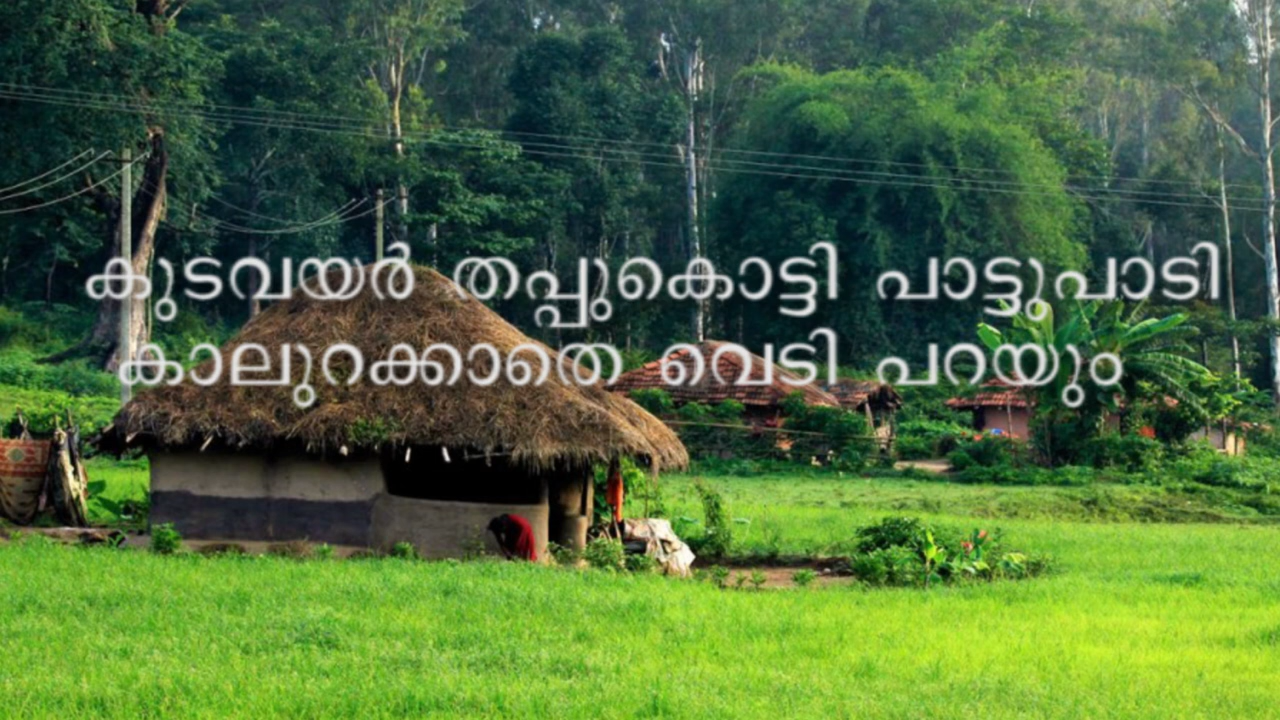 കുടവയർ തപ്പുകൊട്ടി പാട്ടുപാടി
കാലുറക്കാതെ വെടി പറയും